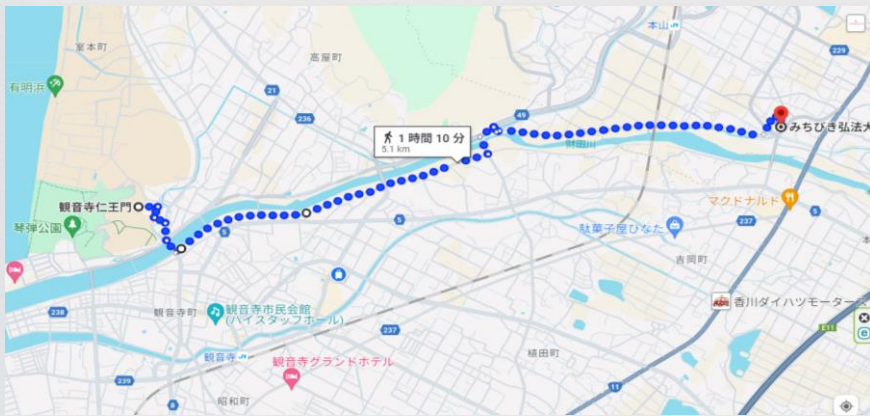 室本町
高屋町
本山
229
有明浜
21
236
49
1 時間 10 分
5.1 km
みちびき弘法大
財田川
観音寺仁王門
マクドナルド
琴弾公園
5
5
237
5
駄菓子屋ひなた
吉岡町
本
香川ダイハツモータース
238
観音寺町
観音寺市民会館
(ハイスタッフホール)
E11
237
観音寺
植田町
観音寺グランドホテル
239
昭和町
11
8